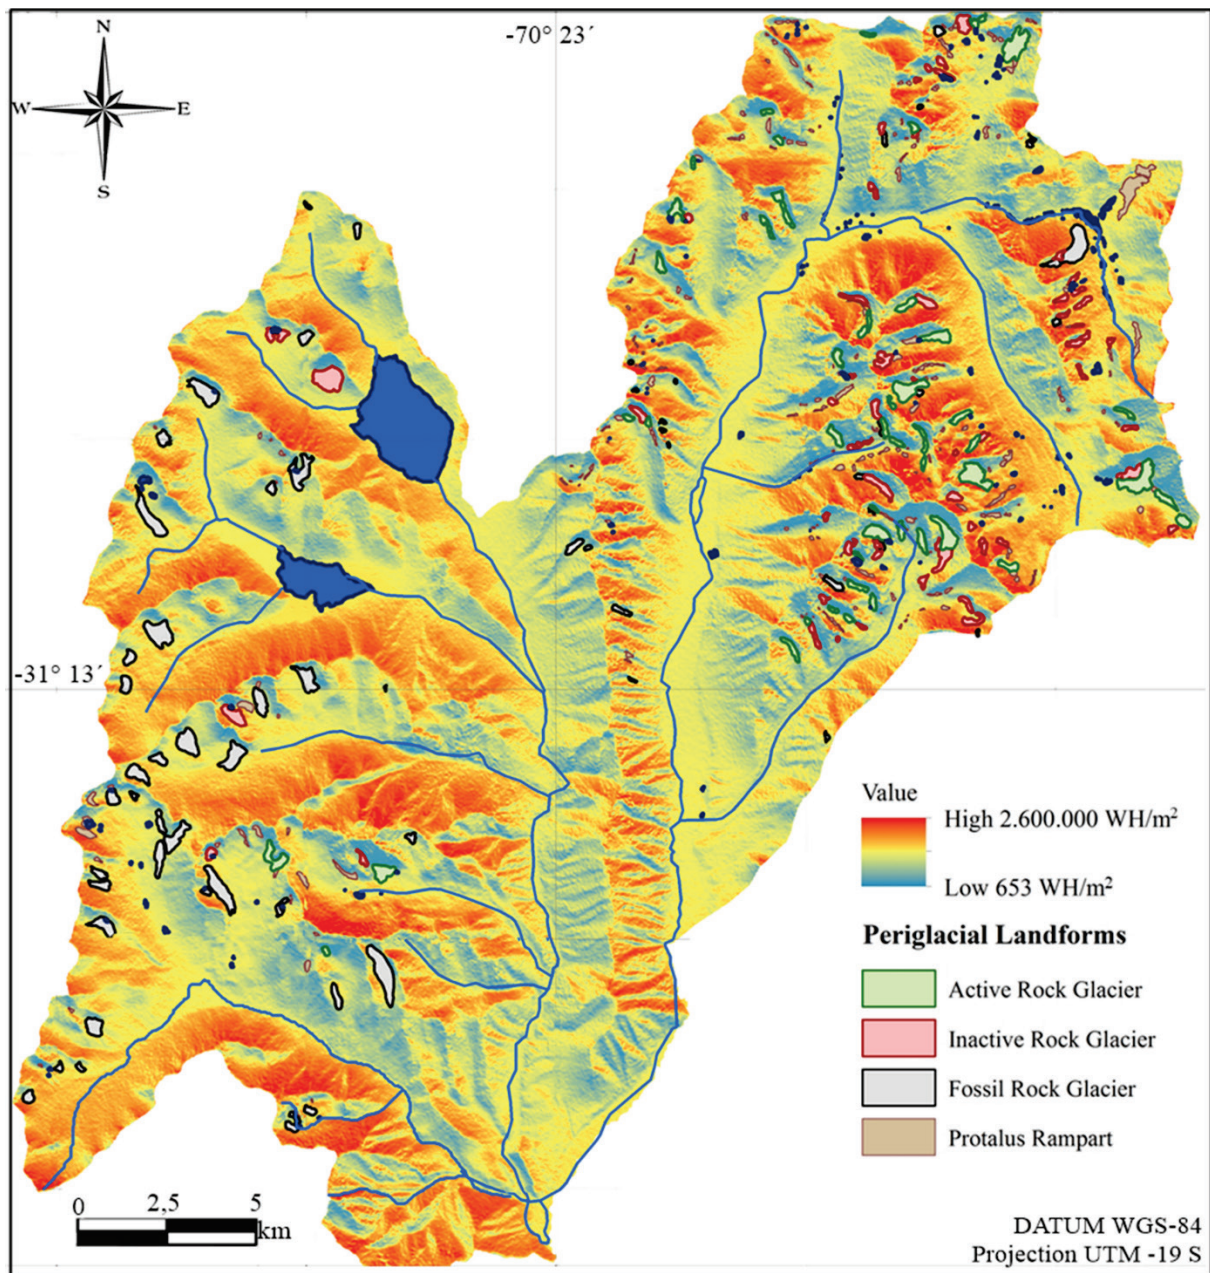 -70° 23´
N
W E
S
-31° 13´
Value
High 2.600.000 WH/m²
Low 653 WH/m²
Periglacial Landforms
Active Rock Glacier
Inactive Rock Glacier
Fossil Rock Glacier
Protalus Rampart
0 2,5 5
km
DATUM WGS-84
Projection UTM -19 S